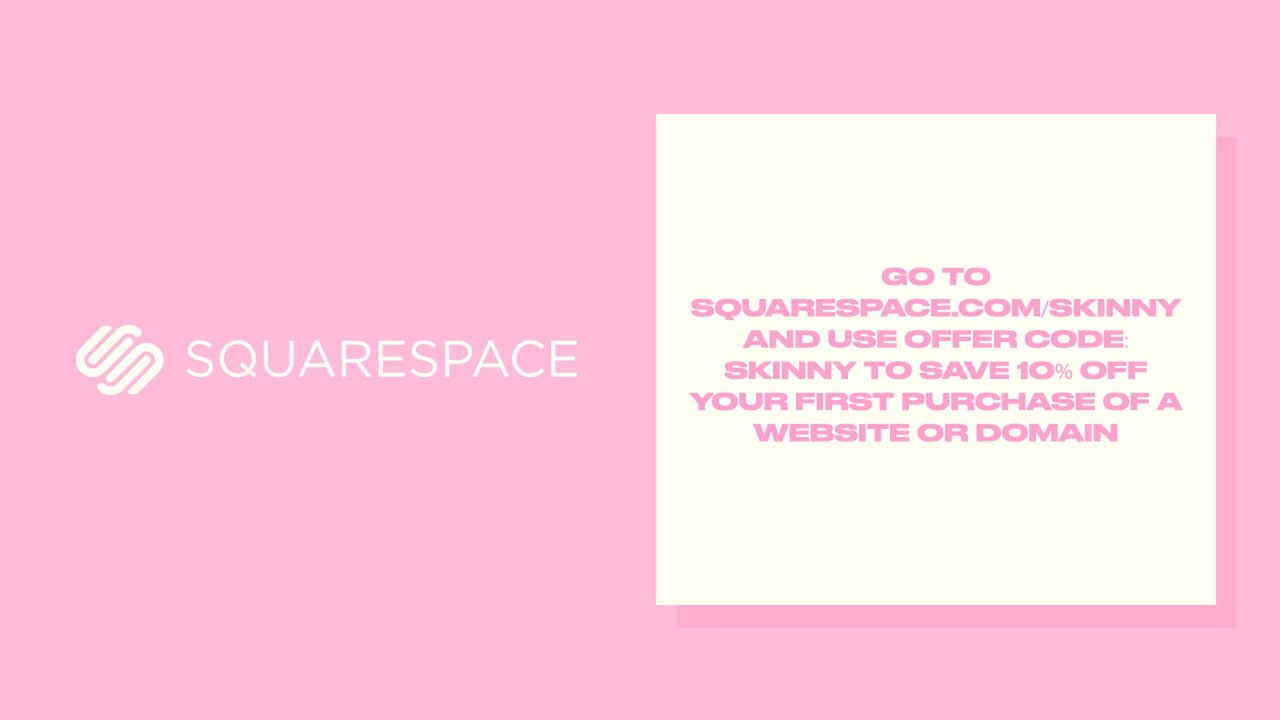 SQUARESPACE
GO TO
SQUARESPACE.COM/SKINNY
AND USE OFFER CODE:
SKINNY TO SAVE 10% OFF
YOUR FIRST PURCHASE OF A
WEBSITE OR DOMAIN